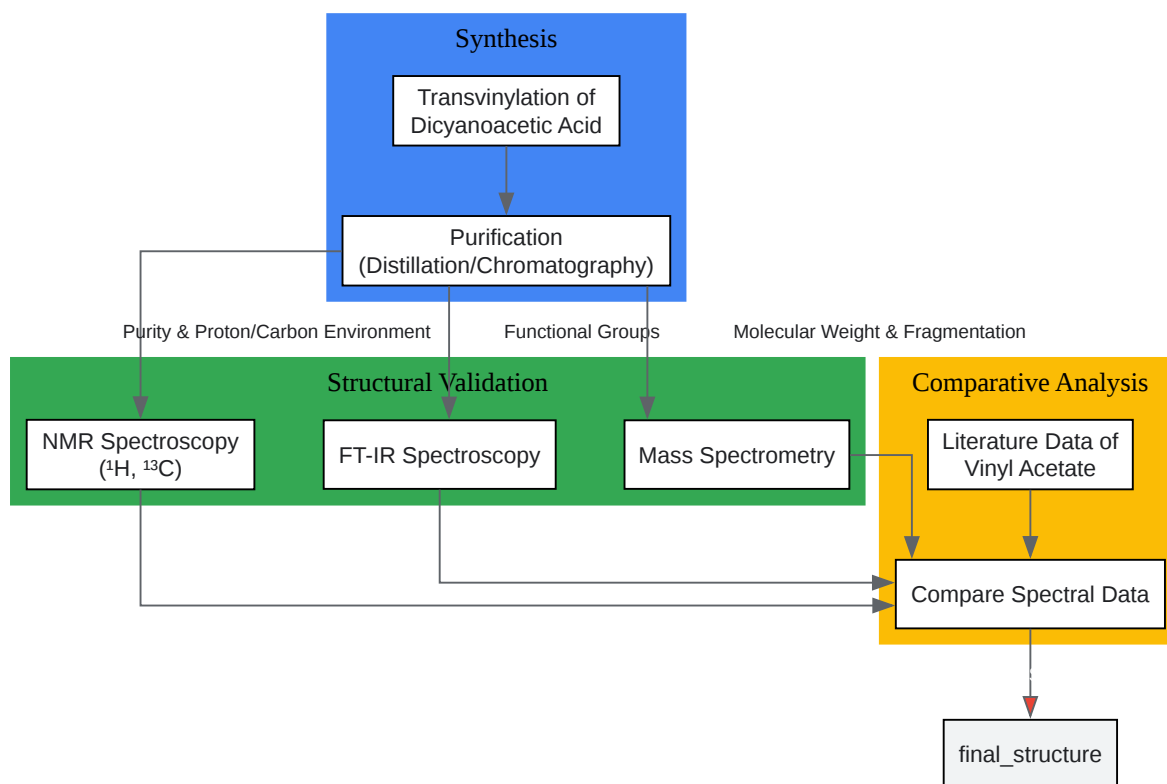 Synthesis
Transvinylation of
Dicyanoacetic Acid
Purification
(Distillation/Chromatography)
Purity & Proton/Carbon Environment
Functional Groups
Molecular Weight & Fragmentation
Structural Validation
Comparative Analysis
NMR Spectroscopy
(¹H, ¹³C)
FT-IR Spectroscopy
Mass Spectrometry
Literature Data of
Vinyl Acetate
Compare Spectral Data
final_structure